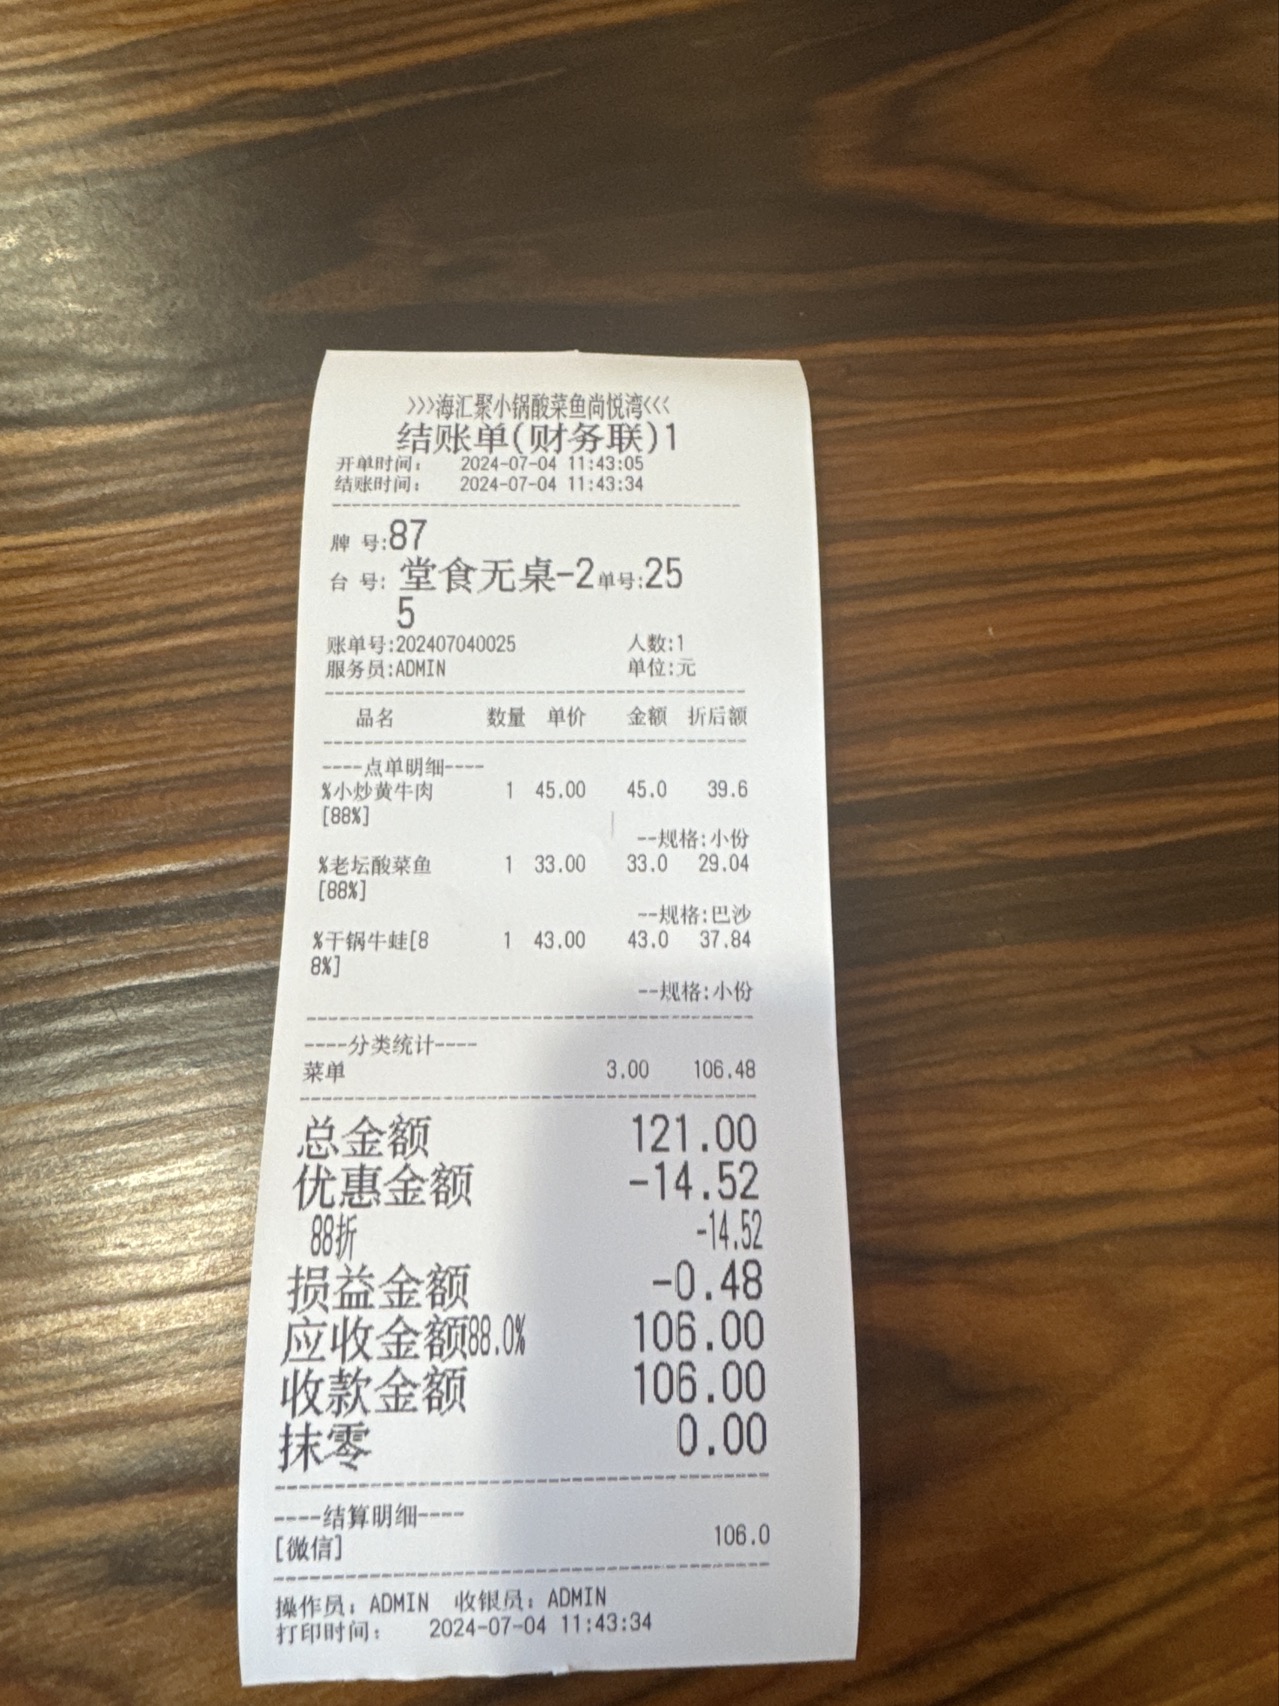 >>>海汇聚小锅酸菜鱼尚悦湾<<<
结账单(财务联)1
开单时间: 2024-07-04 11:43:05
结账时间: 2024-07-04 11:43:34
牌 号:87
台 号: 堂食无桌-2单号:25
5
账单号:202407040025 人数:1
服务员:ADMIN 单位:元
品名 数量 单价 金额 折后额
----点单明细----
%小炒黄牛肉 1 45.00 45.0 39.6
[88%]
--规格:小份
%老坛酸菜鱼 1 33.00 33.0 29.04
[88%]
--规格:巴沙
%干锅牛蛙[8 1 43.00 43.0 37.84
8%]
--规格:小份
----分类统计----
菜单 3.00 106.48
总金额 121.00
优惠金额 -14.52
88折 -14.52
损益金额 -0.48
应收金额88.0% 106.00
收款金额 106.00
抹零 0.00
----结算明细----
[微信] 106.0
操作员: ADMIN 收银员: ADMIN
打印时间: 2024-07-04 11:43:34